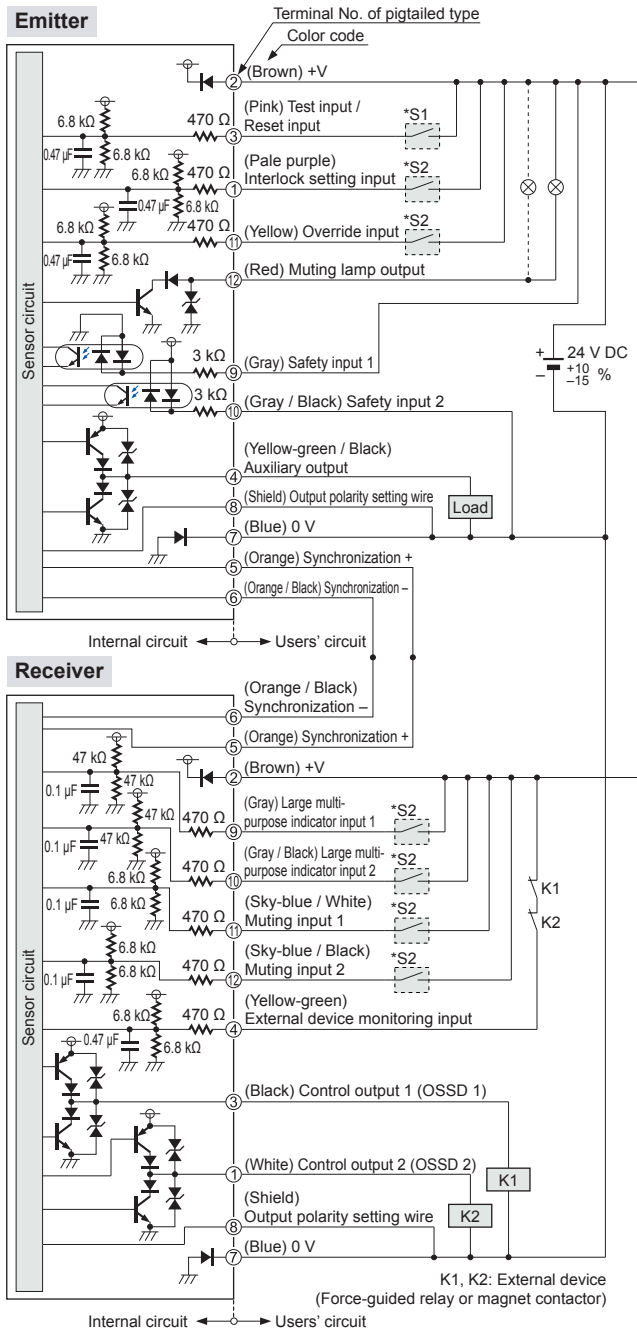 Emitter
Terminal No. of pigtailed type
Color code
② (Brown) +V
6.8 kΩ
470 Ω
③ (Pink) Test input /
Reset input
*S1
0.47 µF
6.8 kΩ
6.8 kΩ
470 Ω
① (Pale purple)
Interlock setting input
*S2
0.47 µF
6.8 kΩ
6.8 kΩ
470 Ω
⑪ (Yellow) Override input
*S2
0.47 µF
6.8 kΩ
⑫ (Red) Muting lamp output
Sensor circuit
3 kΩ
⑨ (Gray) Safety input 1
+
–
24 V DC
+10
–15 %
3 kΩ
⑩ (Gray / Black) Safety input 2
④ (Yellow-green / Black)
Auxiliary output
⑧ (Shield) Output polarity setting wire
Load
⑦ (Blue) 0 V
⑤ (Orange) Synchronization +
⑥ (Orange / Black) Synchronization –
Internal circuit
Users' circuit
Receiver
⑥ (Orange / Black)
Synchronization –
⑤ (Orange) Synchronization +
② (Brown) +V
47 kΩ
0.1 µF
47 kΩ
470 Ω
⑨ (Gray) Large multi-
purpose indicator input 1
*S2
47 kΩ
0.1 µF
47 kΩ
470 Ω
⑩ (Gray / Black) Large multi-
purpose indicator input 2
*S2
K1
6.8 kΩ
0.1 µF
6.8 kΩ
470 Ω
⑪ (Sky-blue / White)
Muting input 1
*S2
K2
6.8 kΩ
0.1 µF
6.8 kΩ
470 Ω
⑫ (Sky-blue / Black)
Muting input 2
*S2
Sensor circuit
6.8 kΩ
470 Ω
④ (Yellow-green)
External device monitoring input
0.47 µF
6.8 kΩ
③ (Black) Control output 1 (OSSD 1)
① (White) Control output 2 (OSSD 2)
K1
K2
⑧ (Shield)
Output polarity setting wire
⑦ (Blue) 0 V
K1, K2: External device
(Force-guided relay or magnet contactor)
Internal circuit
Users' circuit